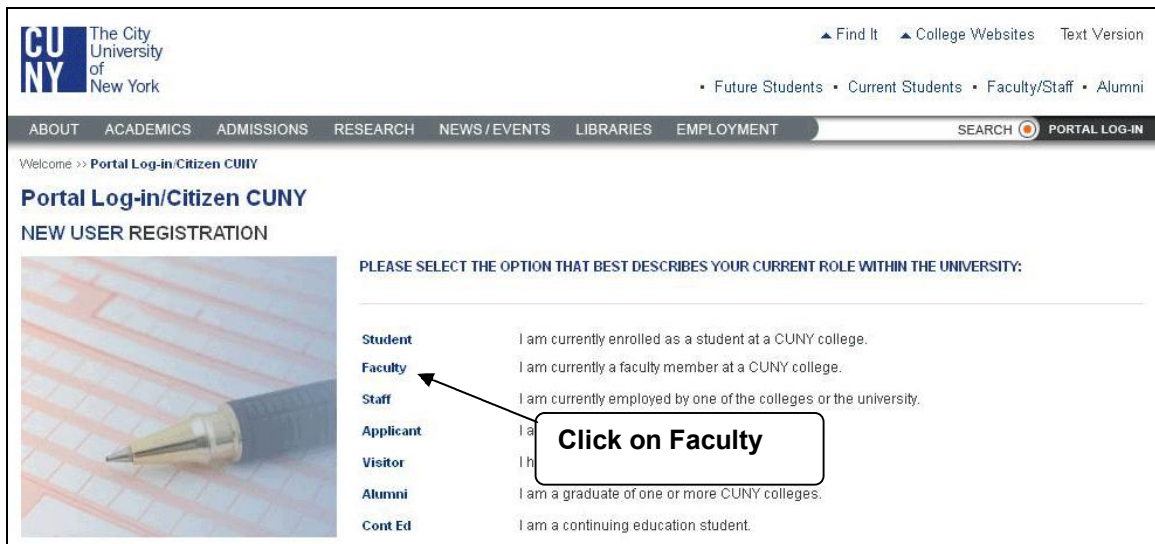 CU
NY
The City
University
of
New York
▲ Find It ▲ College Websites Text Version
▪ Future Students ▪ Current Students ▪ Faculty/Staff ▪ Alumni
ABOUT ACADEMICS ADMISSIONS RESEARCH NEWS / EVENTS LIBRARIES EMPLOYMENT SEARCH PORTAL LOG-IN
Welcome >> Portal Log-in/Citizen CUNY
Portal Log-in/Citizen CUNY
NEW USER REGISTRATION
PLEASE SELECT THE OPTION THAT BEST DESCRIBES YOUR CURRENT ROLE WITHIN THE UNIVERSITY:
Student I am currently enrolled as a student at a CUNY college.
Faculty I am currently a faculty member at a CUNY college.
Staff I am currently employed by one of the colleges or the university.
Applicant I a
Click on Faculty
Visitor I h
Alumni I am a graduate of one or more CUNY colleges.
Cont Ed I am a continuing education student.